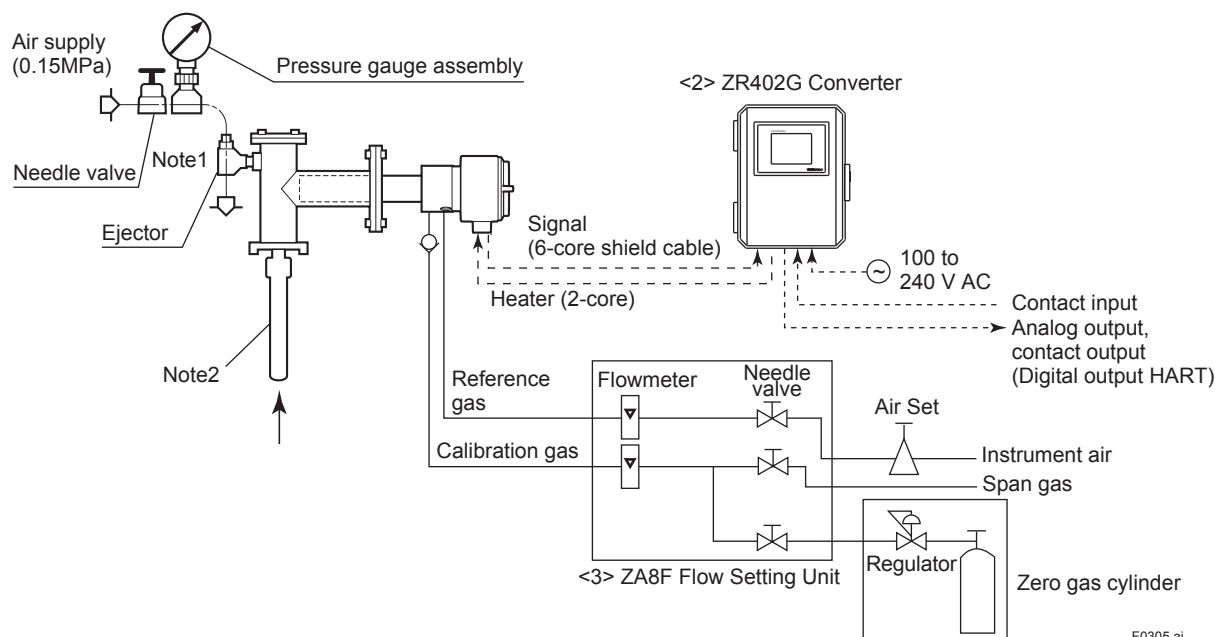 Air supply
(0.15MPa)
Pressure gauge assembly
<2> ZR402G Converter
Note1
Needle valve
Ejector
Signal
(6-core shield cable)
Heater (2-core)
100 to
240 V AC
Contact input
Analog output,
contact output
(Digital output HART)
Note2
Reference
gas
Flowmeter
Needle
valve
Air Set
Calibration gas
Instrument air
Span gas
<3> ZA8F Flow Setting Unit
Regulator
Zero gas cylinder
F0305.ai